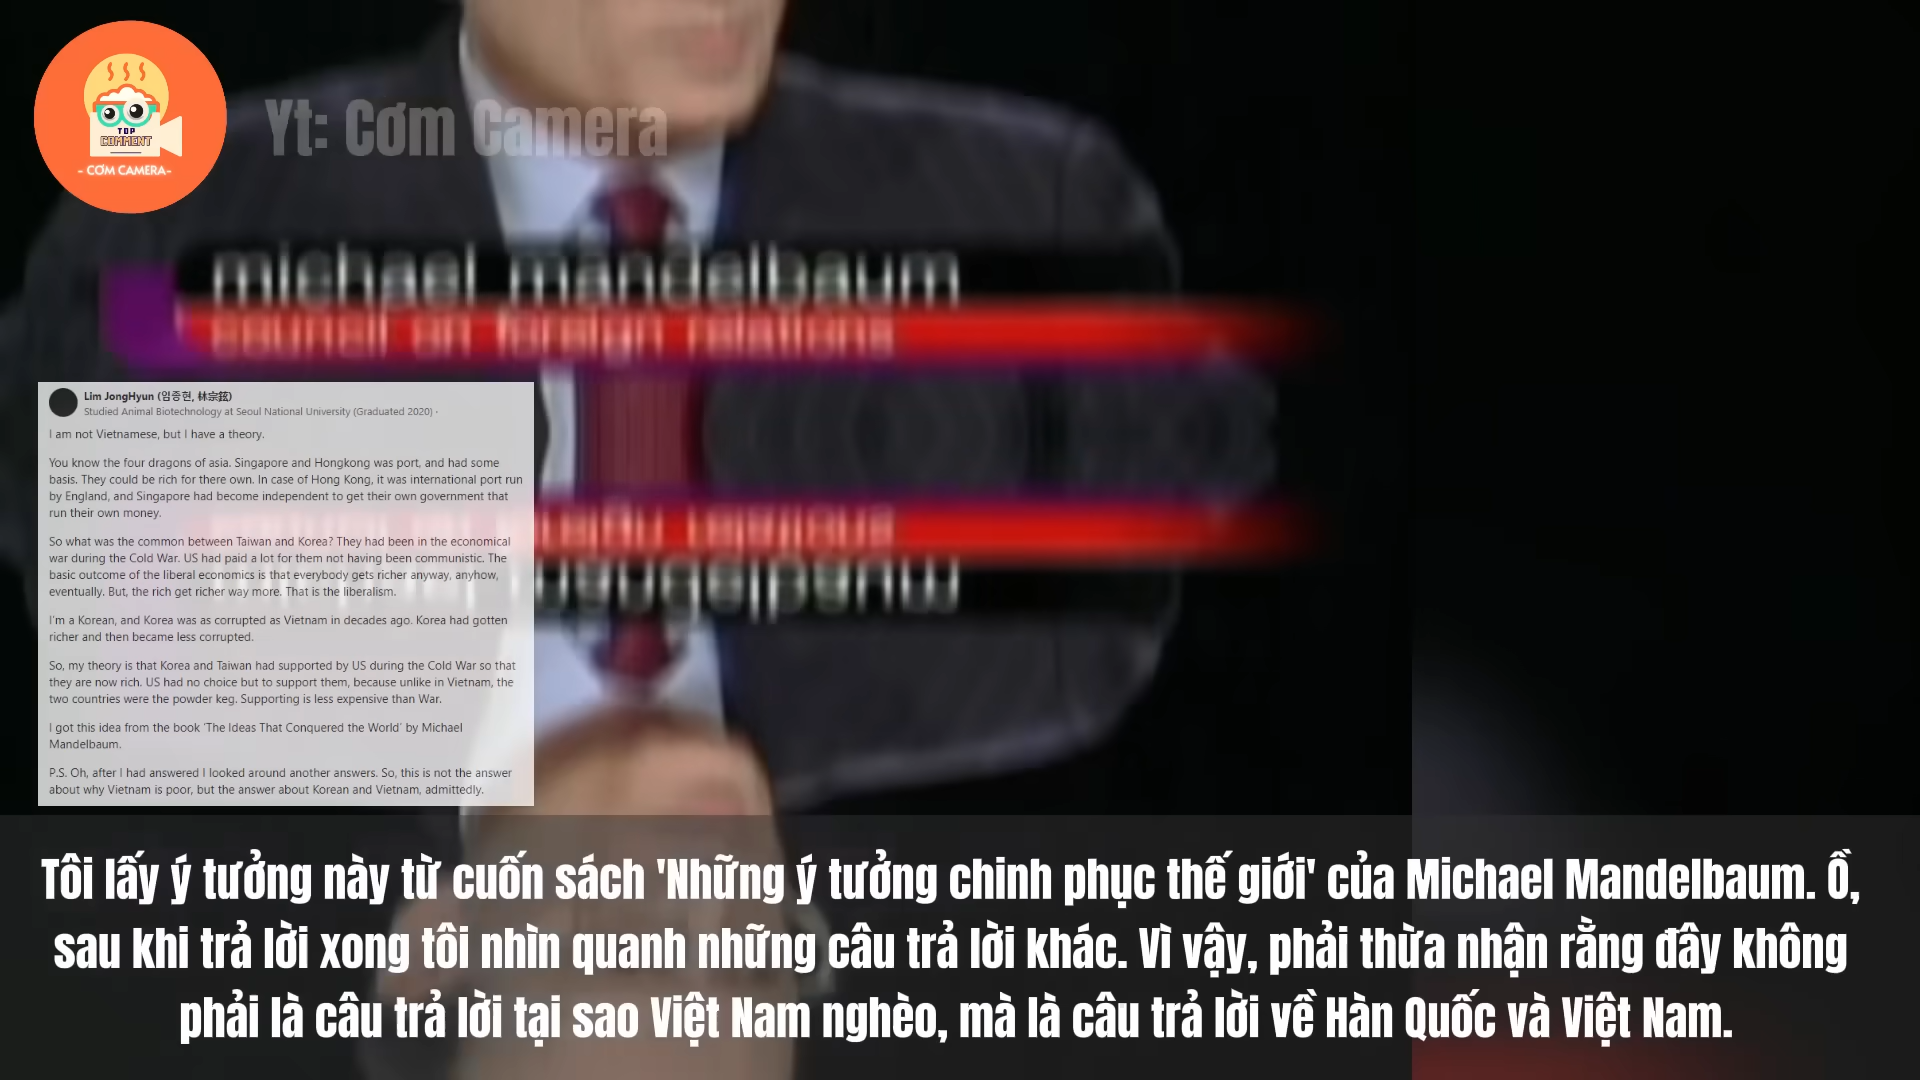 TOP
COMMENT
- CƠM CAMERA-
Yt: Cơm Camera
michael mandelbaum
council on foreign relations
Lim JongHyun (임종현, 林宗鉉)
Studied Animal Biotechnology at Seoul National University (Graduated 2020) ·
I am not Vietnamese, but I have a theory.
You know the four dragons of asia. Singapore and Hongkong was port, and had some
basis. They could be rich for there own. In case of Hong Kong, it was international port run
by England, and Singapore had become independent to get their own government that
run their own money.
So what was the common between Taiwan and Korea? They had been in the economical
war during the Cold War. US had paid a lot for them not having been communistic. The
basic outcome of the liberal economics is that everybody gets richer anyway, anyhow,
eventually. But, the rich get richer way more. That is the liberalism.
I'm a Korean, and Korea was as corrupted as Vietnam in decades ago. Korea had gotten
richer and then became less corrupted.
So, my theory is that Korea and Taiwan had supported by US during the Cold War so that
they are now rich. US had no choice but to support them, because unlike in Vietnam, the
two countries were the powder keg. Supporting is less expensive than War.
I got this idea from the book 'The Ideas That Conquered the World' by Michael
Mandelbaum.
P.S. Oh, after I had answered I looked around another answers. So, this is not the answer
about why Vietnam is poor, but the answer about Korean and Vietnam, admittedly.
Tôi lấy ý tưởng này từ cuốn sách 'Những ý tưởng chinh phục thế giới' của Michael Mandelbaum. Ồ,
sau khi trả lời xong tôi nhìn quanh những câu trả lời khác. Vì vậy, phải thừa nhận rằng đây không
phải là câu trả lời tại sao Việt Nam nghèo, mà là câu trả lời về Hàn Quốc và Việt Nam.